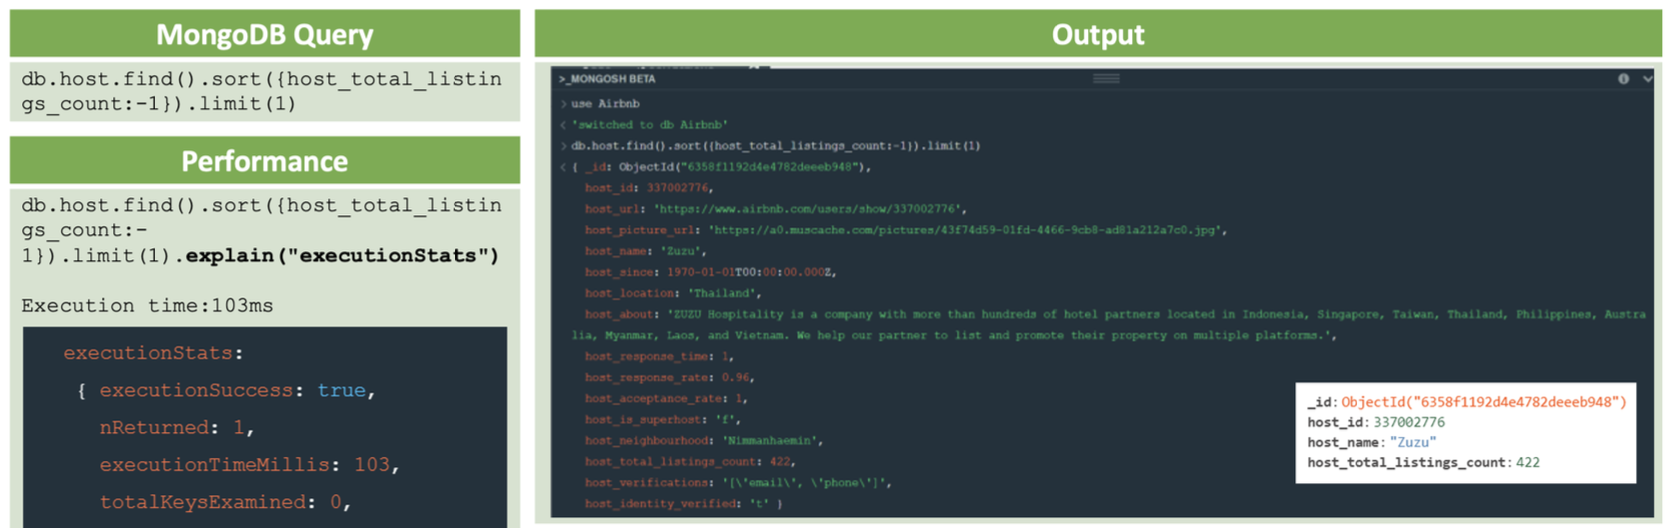 MongoDB Query
db.host.find().sort({host_total_listin
gs_count:-1}).limit(1)
Performance
db.host.find().sort({host_total_listin
gs_count:-
1}).limit(1).explain("executionStats")
Execution time:103ms
executionStats:
{ executionSuccess: true,
nReturned: 1,
executionTimeMillis: 103,
totalKeysExamined: 0,
Output
>_MONGOSH BETA
> use Airbnb
< 'switched to db Airbnb'
> db.host.find().sort({host_total_listings_count:-1}).limit(1)
< { _id: ObjectId("6358f1192d4e4782deeeb948"),
host_id: 337002776,
host_url: 'https://www.airbnb.com/users/show/337002776',
host_picture_url: 'https://a0.muscache.com/pictures/43f74d59-01fd-4466-9cb8-ad81a212a7c0.jpg',
host_name: 'Zuzu',
host_since: 1970-01-01T00:00:00.000Z,
host_location: 'Thailand',
host_about: 'ZUZU Hospitality is a company with more than hundreds of hotel partners located in Indonesia, Singapore, Taiwan, Thailand, Philippines, Austra
lia, Myanmar, Laos, and Vietnam. We help our partner to list and promote their property on multiple platforms.',
host_response_time: 1,
host_response_rate: 0.96,
host_acceptance_rate: 1,
host_is_superhost: 'f',
host_neighbourhood: 'Nimmanhaemin',
host_total_listings_count: 422,
host_verifications: '[\'email\', \'phone\']',
host_identity_verified: 't' }
_id: ObjectId("6358f1192d4e4782deeeb948")
host_id: 337002776
host_name: "Zuzu"
host_total_listings_count: 422